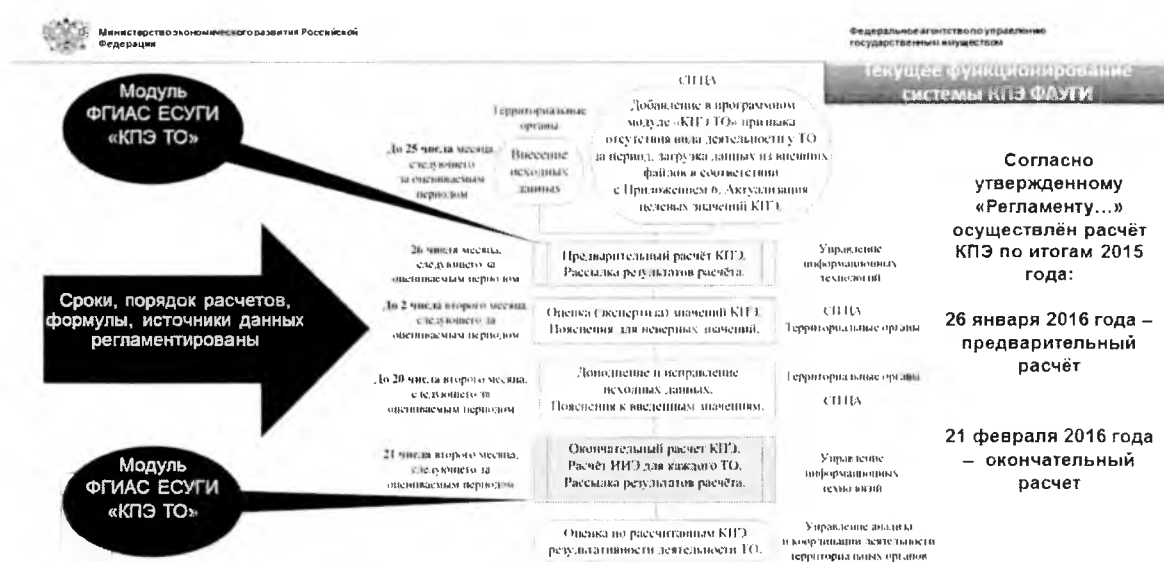 Министерство экономического развития Российской
Федерации
Федеральное агентство по управлению
государственным имуществом
Текущее функционирование
системы КПЭ ФАУГИ
Модуль
ФГИАС ЕСУГИ
«КПЭ ТО»
Территориальные
органы
До 25 числа месяца,
следующего
за оцениваемым
периодом
Внесение
исходных
данных
СП ЦА
Добавление в программном
модуле «КПЭ ТО» признака
отсутствия вида деятельности у ТО
за период, загрузка данных из внешних
файлов в соответствии
с Приложением 6. Актуализация
целевых значений КПЭ.
Сроки, порядок расчетов,
формулы, источники данных
регламентированы
26 числа месяца,
следующего за
оцениваемым периодом
Предварительный расчёт КПЭ.
Рассылка результатов расчёта.
Управление
информационных
технологий
До 2 числа второго месяца,
следующего за
оцениваемым периодом
Оценка (экспертиза) значений КПЭ.
Пояснения для неверных значений.
СП ЦА
Территориальные органы
До 20 числа второго месяца,
следующего за
оцениваемым периодом
Дополнение и исправление
исходных данных.
Пояснения к введенным значениям.
Территориальные органы
СП ЦА
21 числа второго месяца,
следующего за
оцениваемым периодом
Окончательный расчет КПЭ.
Расчёт ИИЭ для каждого ТО.
Рассылка результатов расчёта.
Управление
информационных
технологий
Модуль
ФГИАС ЕСУГИ
«КПЭ ТО»
Оценка по рассчитанным КПЭ
результативности деятельности ТО.
Управление анализа
и координации деятельности
территориальных органов
Согласно
утвержденному
«Регламенту...»
осуществлён расчёт
КПЭ по итогам 2015
года:
26 января 2016 года –
предварительный
расчёт
21 февраля 2016 года
– окончательный
расчет